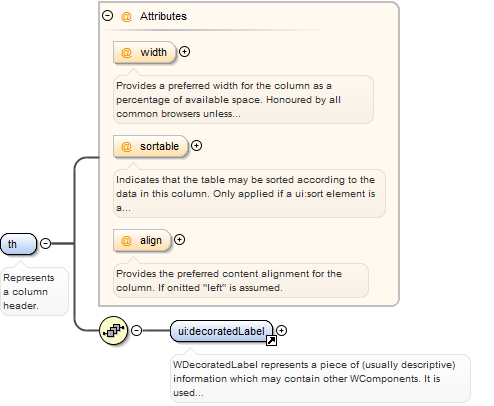 Attributes
@ width
Provides a preferred width for the column as a
percentage of available space. Honoured by all
common browsers unless...
@ sortable
Indicates that the table may be sorted according to the
data in this column. Only applied if a ui:sort element is
a...
@ align
Provides the preferred content alignment for the
column. If onitted "left" is assumed.
th
Represents
a column
header.
ui:decoratedLabel
WDecoratedLabel represents a piece of (usually descriptive)
information which may contain other WComponents. It is
used...